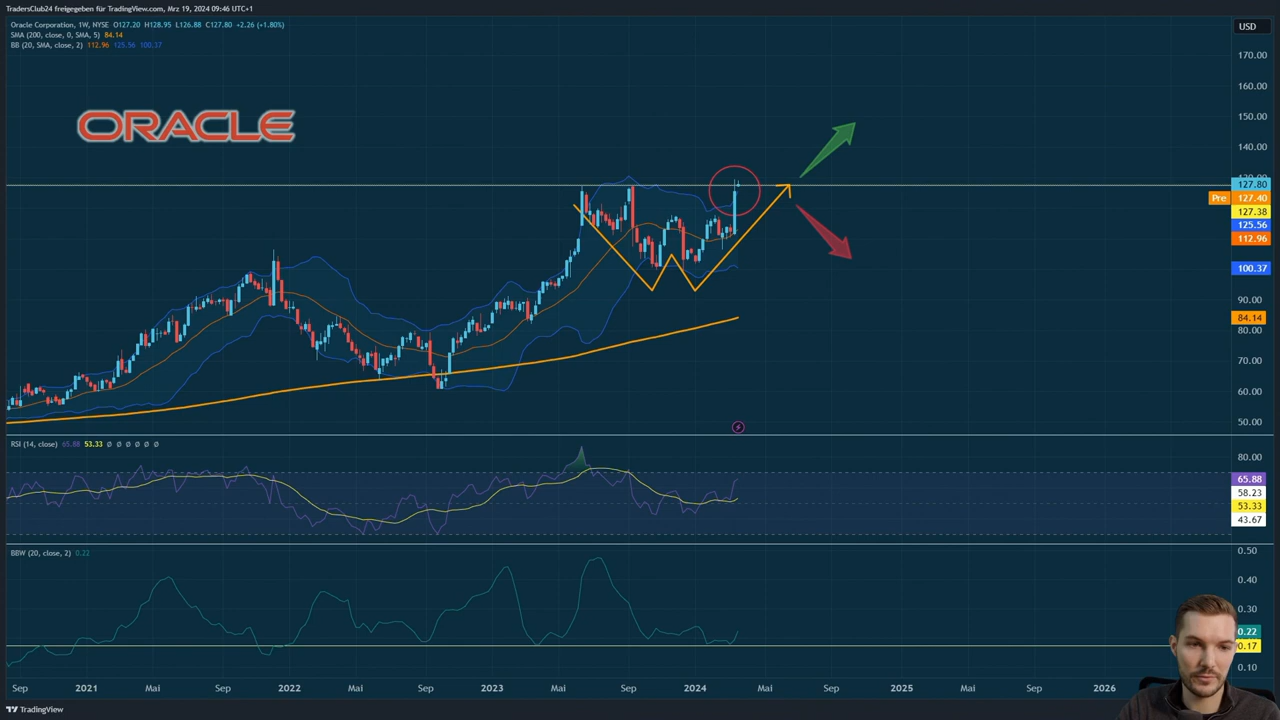 TradersClub24 freigegeben für TradingView.com, Mrz 19, 2024 09:46 UTC+1
Oracle Corporation, 1W, NYSE O127.20 H128.95 L126.88 C127.80 +2.26 (+1.80%)
SMA (200, close, 0, SMA, 5) 84.14
BB (20, SMA, close, 2) 112.96 125.56 100.37
USD
ORACLE
170.00
160.00
150.00
140.00
130.00
127.80
Pre 127.40
127.38
125.56
112.96
100.37
90.00
84.14
80.00
70.00
60.00
50.00
RSI (14, close) 65.88 53.33 Ø Ø Ø Ø Ø Ø
80.00
65.88
58.23
53.33
43.67
BBW (20, close, 2) 0.22
0.50
0.40
0.30
0.22
0.17
0.10
Sep 2021 Mai Sep 2022 Mai Sep 2023 Mai Sep 2024 Mai Sep 2025 Mai Sep 2026
TradingView